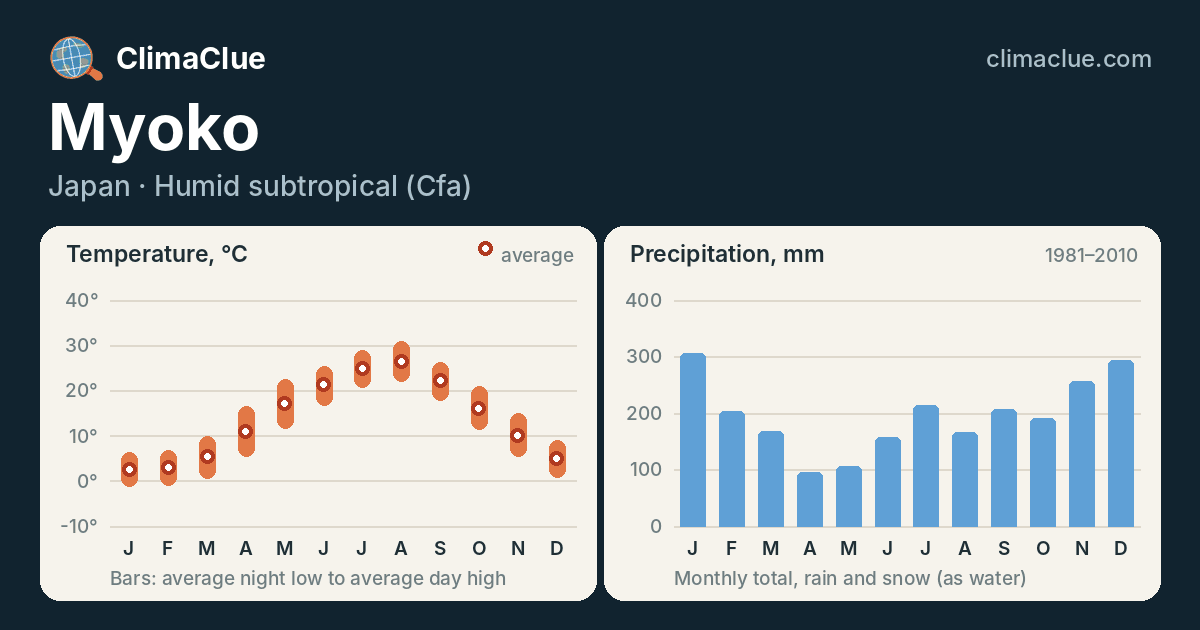 ClimaClue
climaclue.com
Myoko
Japan · Humid subtropical (Cfa)
Temperature, °C
average
40°
30°
20°
10°
0°
-10°
J F M A M J J A S O N D
Bars: average night low to average day high
Precipitation, mm
1981–2010
400
300
200
100
0
J F M A M J J A S O N D
Monthly total, rain and snow (as water)